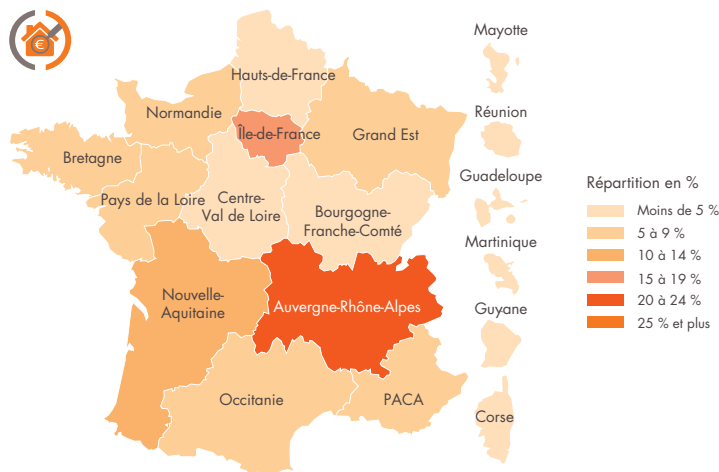 €
Mayotte
Hauts-de-France
Normandie
Réunion
Île-de-France
Grand Est
Bretagne
Guadeloupe
Pays de la Loire
Centre-
Val de Loire
Bourgogne-
Franche-Comté
Martinique
Nouvelle-
Aquitaine
Auvergne-Rhône-Alpes
Guyane
Occitanie
PACA
Corse
Répartition en %
Moins de 5 %
5 à 9 %
10 à 14 %
15 à 19 %
20 à 24 %
25 % et plus